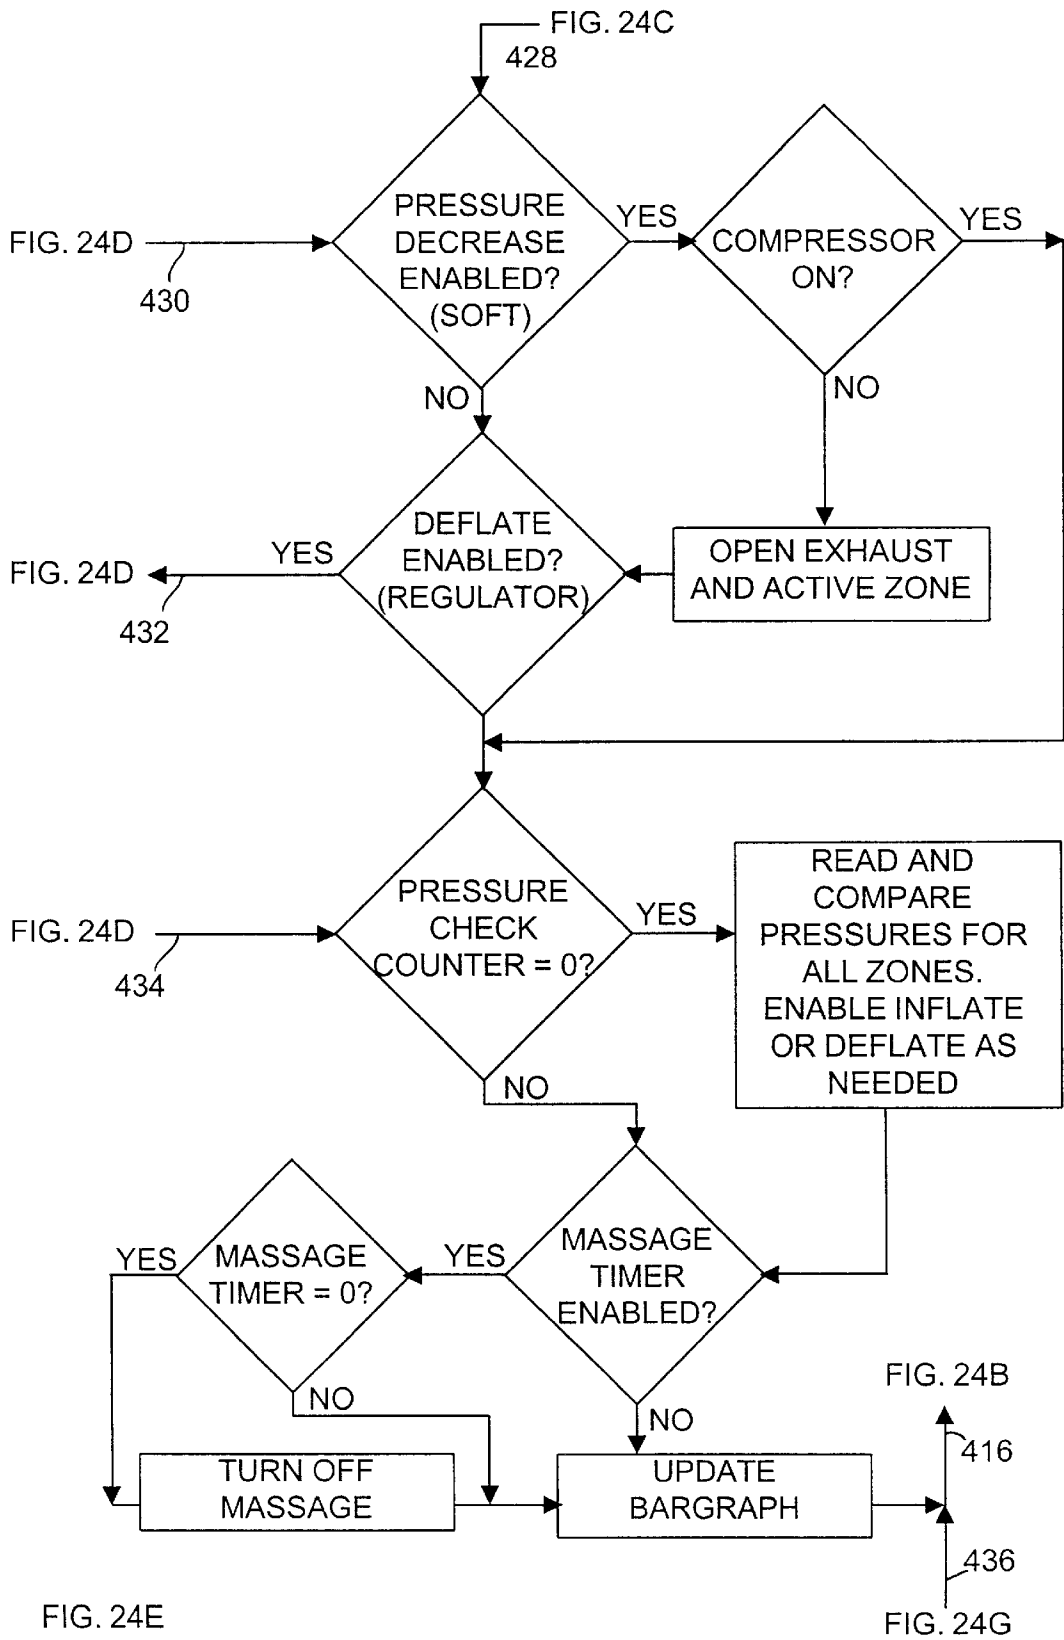 FIG. 24C
428
PRESSURE
DECREASE
ENABLED?
(SOFT)
YES
COMPRESSOR
ON?
YES
FIG. 24D
430
NO
NO
DEFLATE
ENABLED?
(REGULATOR)
YES
FIG. 24D
432
OPEN EXHAUST
AND ACTIVE ZONE
PRESSURE
CHECK
COUNTER = 0?
YES
FIG. 24D
434
READ AND
COMPARE
PRESSURES FOR
ALL ZONES.
ENABLE INFLATE
OR DEFLATE AS
NEEDED
NO
MASSAGE
TIMER
ENABLED?
YES
MASSAGE
TIMER = 0?
YES
NO
NO
TURN OFF
MASSAGE
UPDATE
BARGRAPH
FIG. 24B
416
436
FIG. 24G
FIG. 24E